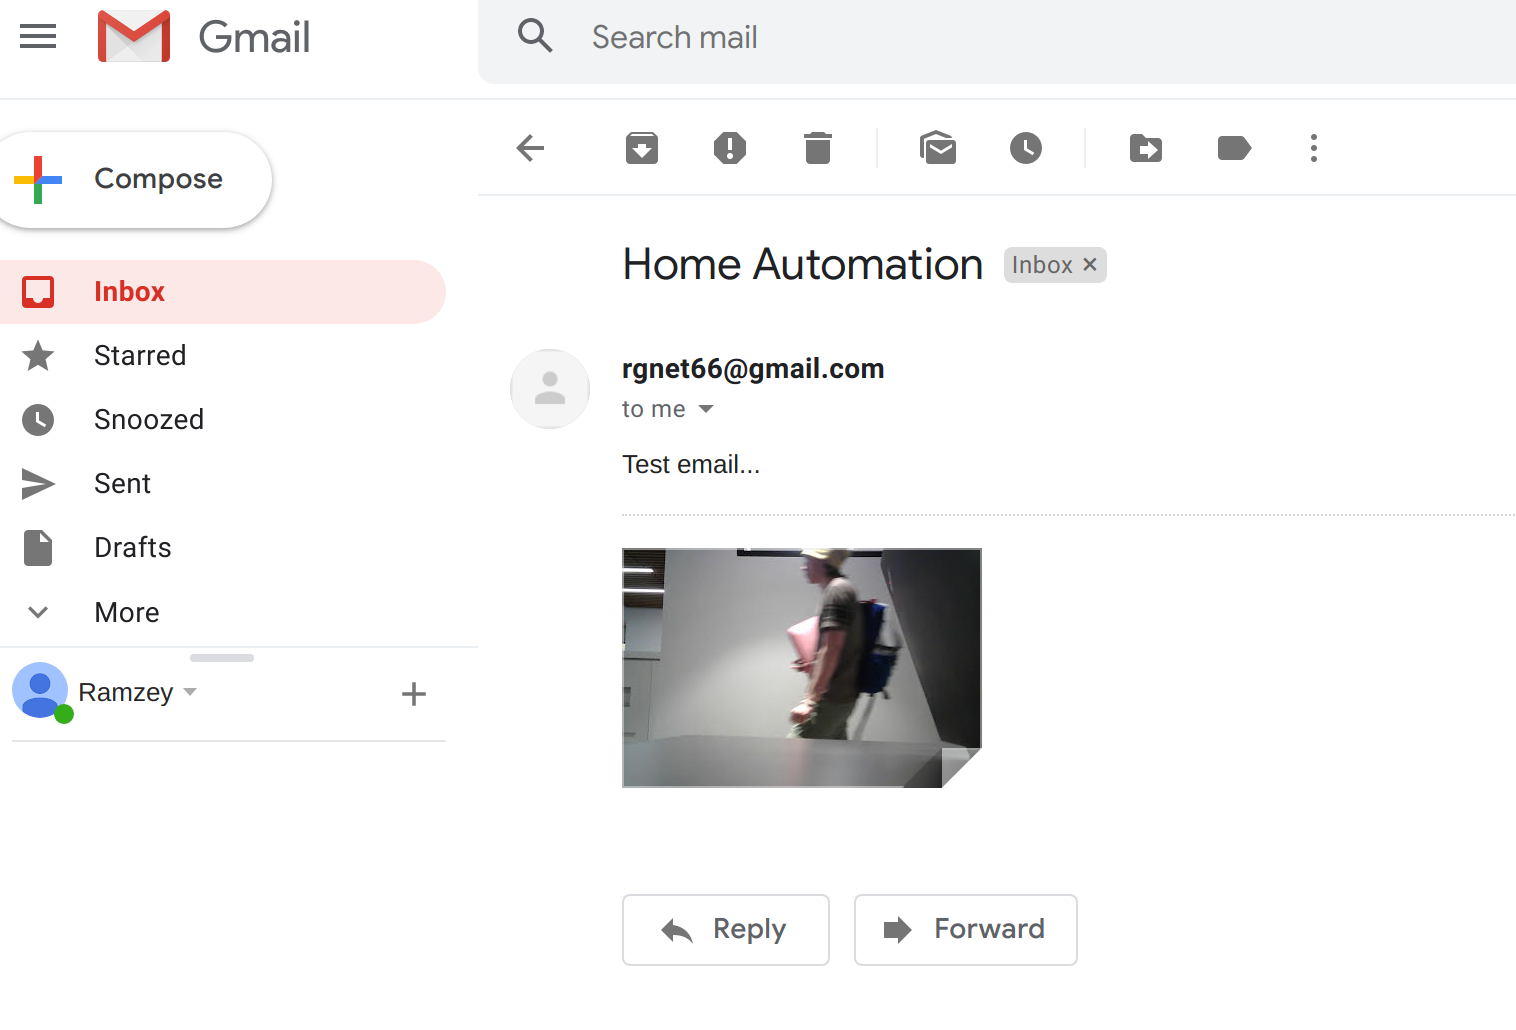 Gmail
Search mail
Compose
Home Automation
Inbox ×
Inbox
Starred
Snoozed
Sent
Drafts
More
Ramzey
rgnet66@gmail.com
to me
Test email...
Reply
Forward